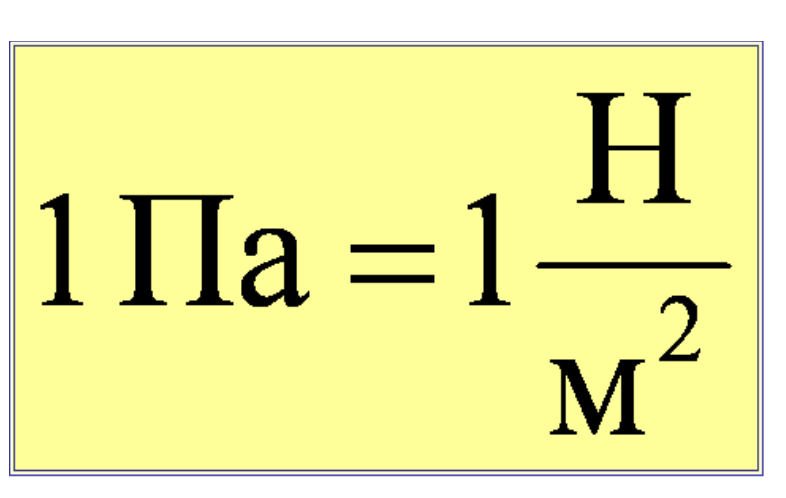 1 Па = 1 Н/м²